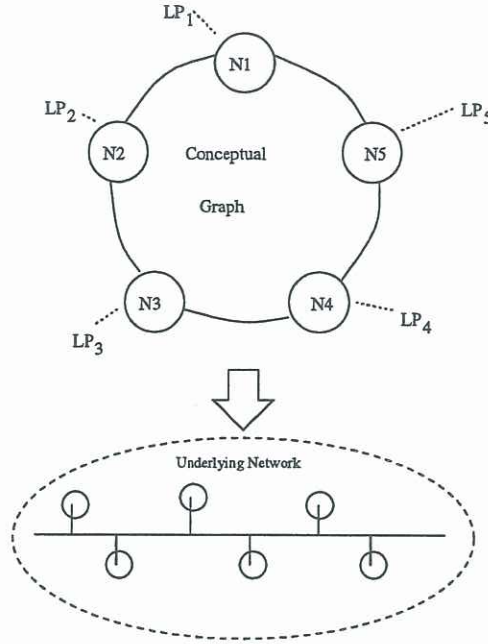 LP1
N1
LP2
LP5
N2
Conceptual
N5
Graph
N3
N4
LP3
LP4
Underlying Network